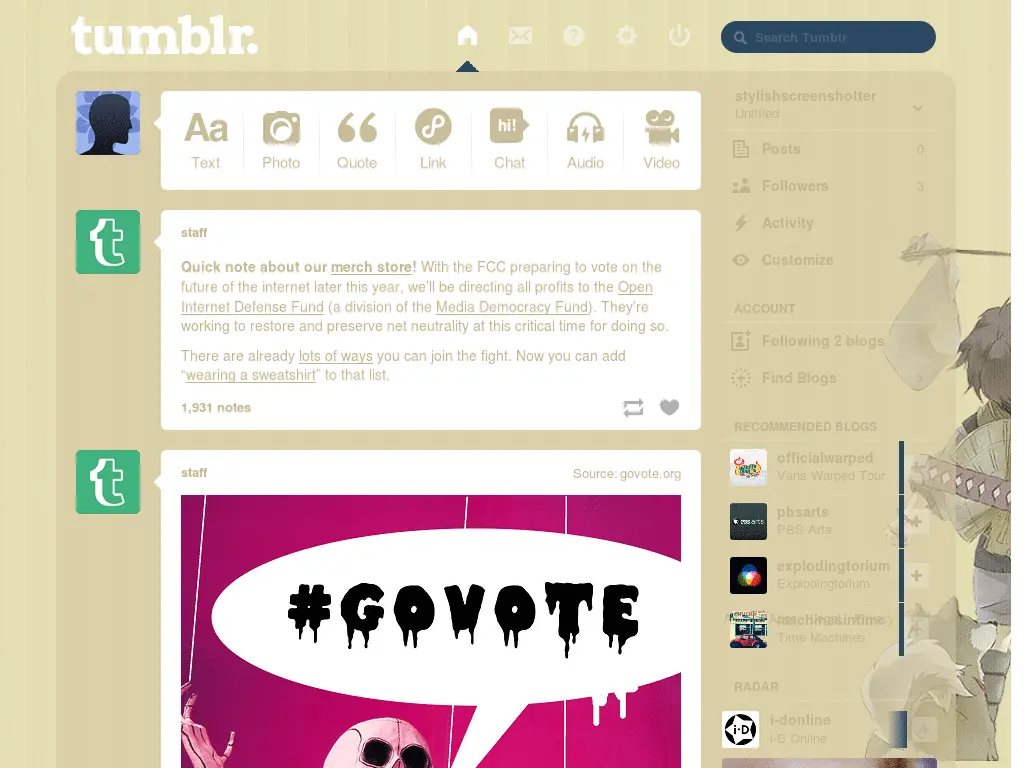 tumblr.
Search Tumblr
Aa
Text
Photo
Quote
Link
hi!
Chat
Audio
Video
stylishscreenshotter
Untitled
Posts 0
Followers 3
Activity
Customize
ACCOUNT
Following 2 blogs
Find Blogs
RECOMMENDED BLOGS
officialwarped
Vans Warped Tour
pbsarts
PBS Arts
explodingtorium
Explodingtorium
Time Machines
RADAR
i-D
i-donline
i-D Online
staff
Quick note about our merch store! With the FCC preparing to vote on the
future of the internet later this year, we'll be directing all profits to the Open
Internet Defense Fund (a division of the Media Democracy Fund). They're
working to restore and preserve net neutrality at this critical time for doing so.
There are already lots of ways you can join the fight. Now you can add
“wearing a sweatshirt” to that list.
1,931 notes
staff
Source: govote.org
#GOVOTE